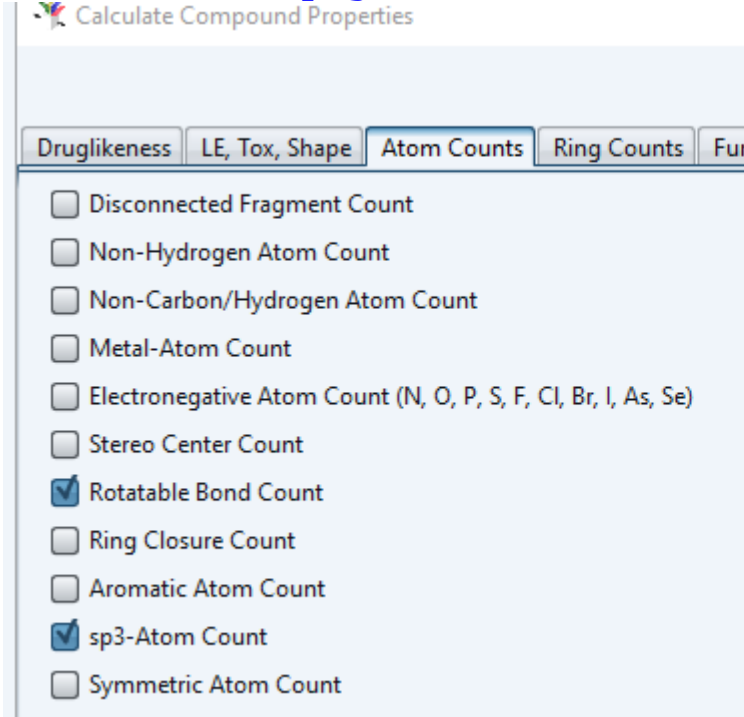 Calculate Compound Properties
Druglikeness LE, Tox, Shape Atom Counts Ring Counts
Disconnected Fragment Count
Non-Hydrogen Atom Count
Non-Carbon/Hydrogen Atom Count
Metal-Atom Count
Electronegative Atom Count (N, O, P, S, F, Cl, Br, I, As, Se)
Stereo Center Count
Rotatable Bond Count
Ring Closure Count
Aromatic Atom Count
sp3-Atom Count
Symmetric Atom Count